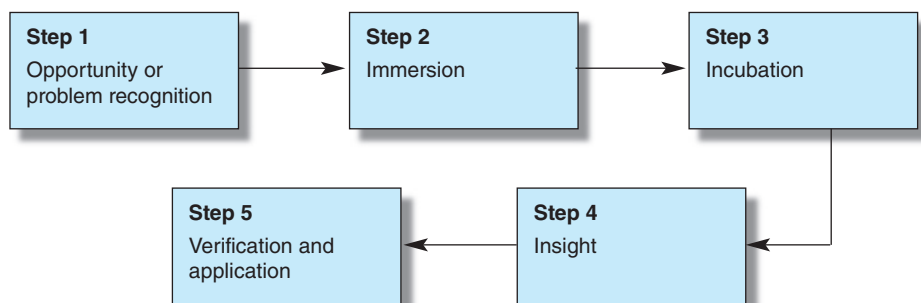 Step 1
Opportunity or
problem recognition
Step 2
Immersion
Step 3
Incubation
Step 4
Insight
Step 5
Verification and
application